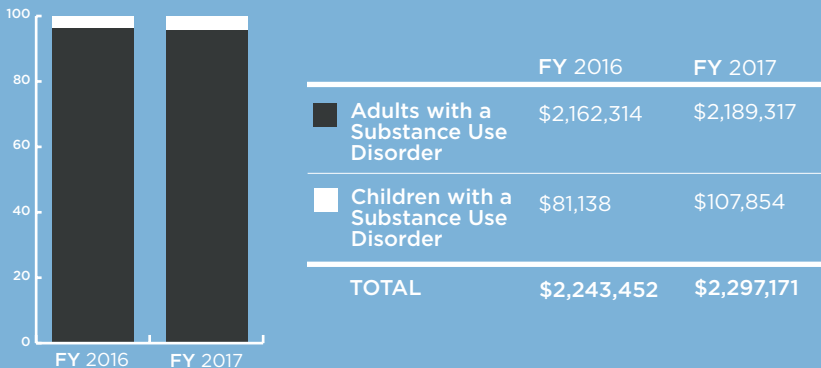 100
80
60
40
20
0
FY 2016
FY 2017
FY 2016
FY 2017
Adults with a
Substance Use
Disorder
$2,162,314
$2,189,317
Children with a
Substance Use
Disorder
$81,138
$107,854
TOTAL
$2,243,452
$2,297,171